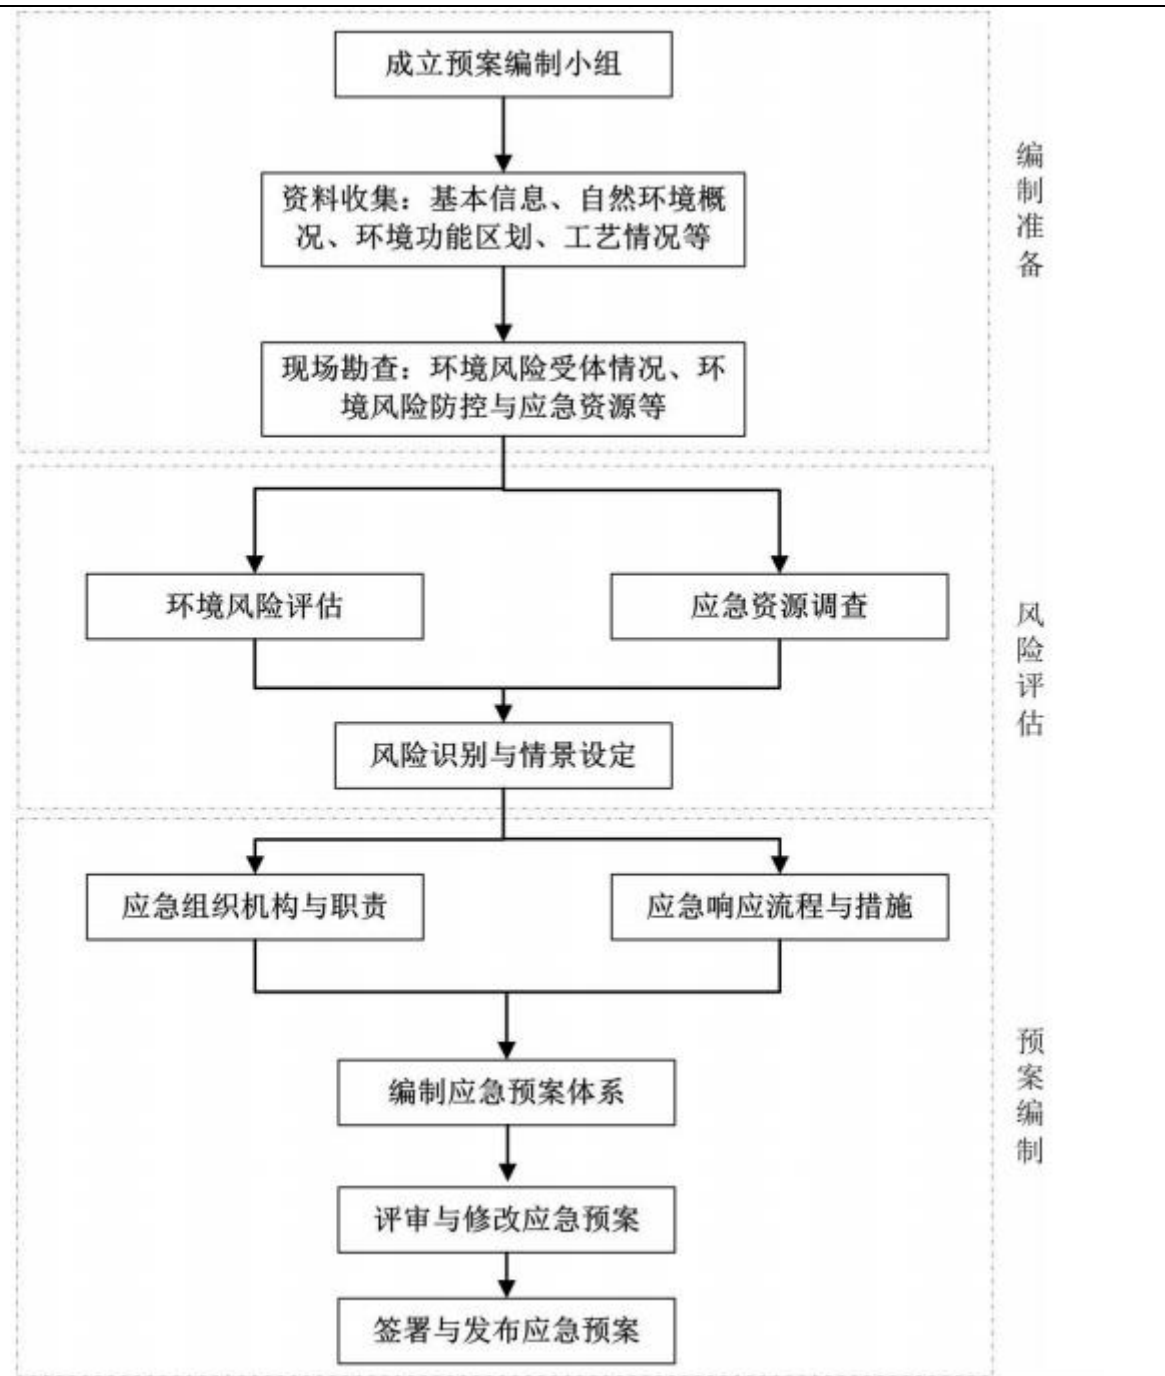 成立预案编制小组
资料收集：基本信息、自然环境概
况、环境功能区划、工艺情况等
现场勘查：环境风险受体情况、环
境风险防控与应急资源等
编制准备
环境风险评估
应急资源调查
风险识别与情景设定
风险评估
应急组织机构与职责
应急响应流程与措施
编制应急预案体系
评审与修改应急预案
签署与发布应急预案
预案编制